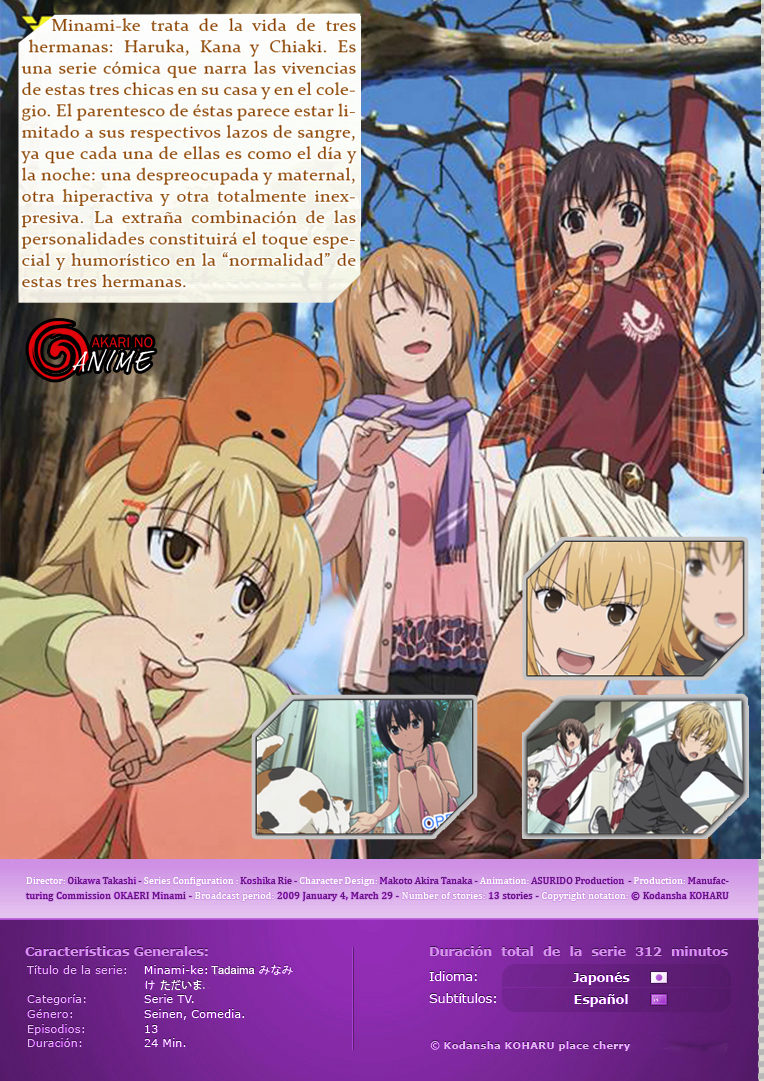 Minami-ke trata de la vida de tres
hermanas: Haruka, Kana y Chiaki. Es
una serie cómica que narra las vivencias
de estas tres chicas en su casa y en el cole-
gio. El parentesco de éstas parece estar li-
mitado a sus respectivos lazos de sangre,
ya que cada una de ellas es como el día y
la noche: una despreocupada y maternal,
otra hiperactiva y otra totalmente inex-
presiva. La extraña combinación de las
personalidades constituirá el toque espe-
cial y humorístico en la “normalidad” de
estas tres hermanas.
AKARI NO
ANIME
Director: Oikawa Takashi - Series Configuration : Koshika Rie - Character Design: Makoto Akira Tanaka - Animation: ASURIDO Production - Production: Manufac-
turing Commission OKAERI Minami - Broadcast period: 2009 January 4, March 29 - Number of stories: 13 stories - Copyright notation: © Kodansha KOHARU
Características Generales:
Título de la serie: Minami-ke: Tadaima みなみ
け ただいま.
Categoría: Serie TV.
Género: Seinen, Comedia.
Episodios: 13
Duración: 24 Min.
Duración total de la serie 312 minutos
Idioma: Japonés
Subtítulos: Español
© Kodansha KOHARU place cherry